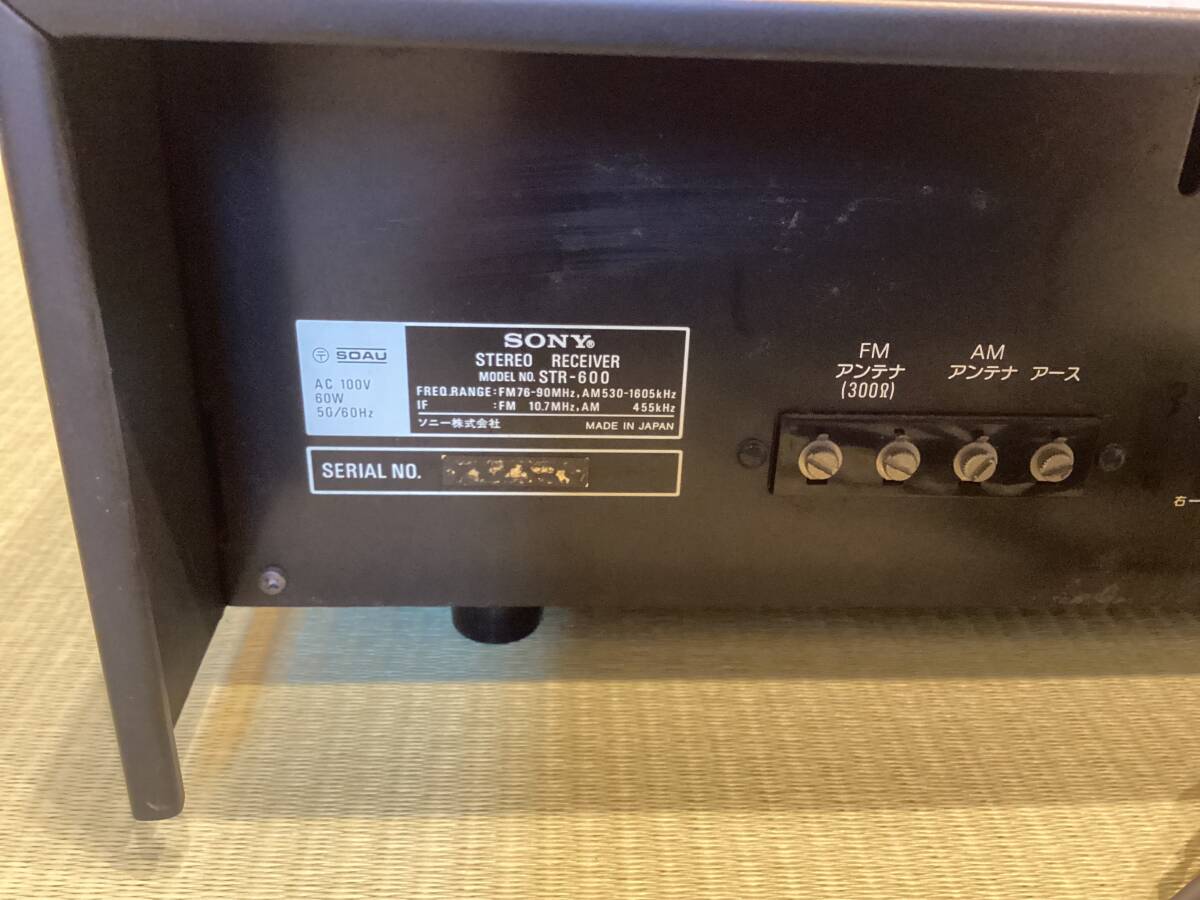 〒 SOAU
AC 100V
60W
50/60Hz
SONY®
STEREO RECEIVER
MODEL NO. STR-600
FREQ.RANGE:FM76-90MHz,AM530-1605kHz
IF :FM 10.7MHz,AM 455kHz
ソニー株式会社 MADE IN JAPAN
SERIAL NO.
FM
アンテナ
(300Ω)
AM
アンテナ
アース
右